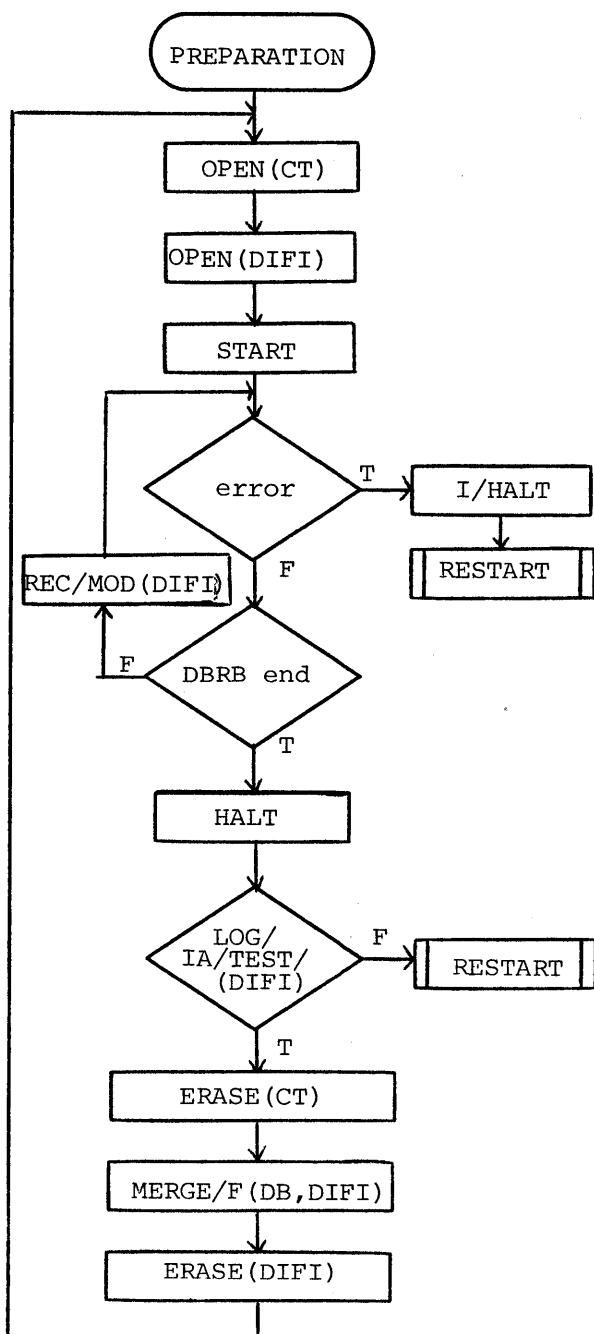 PREPARATION
OPEN(CT)
OPEN(DIFI)
START
error
T
I/HALT
RESTART
F
REC/MOD(DIFI)
F
DBRB end
T
HALT
LOG/
IA/TEST/
(DIFI)
F
RESTART
T
ERASE(CT)
MERGE/F(DB,DIFI)
ERASE(DIFI)